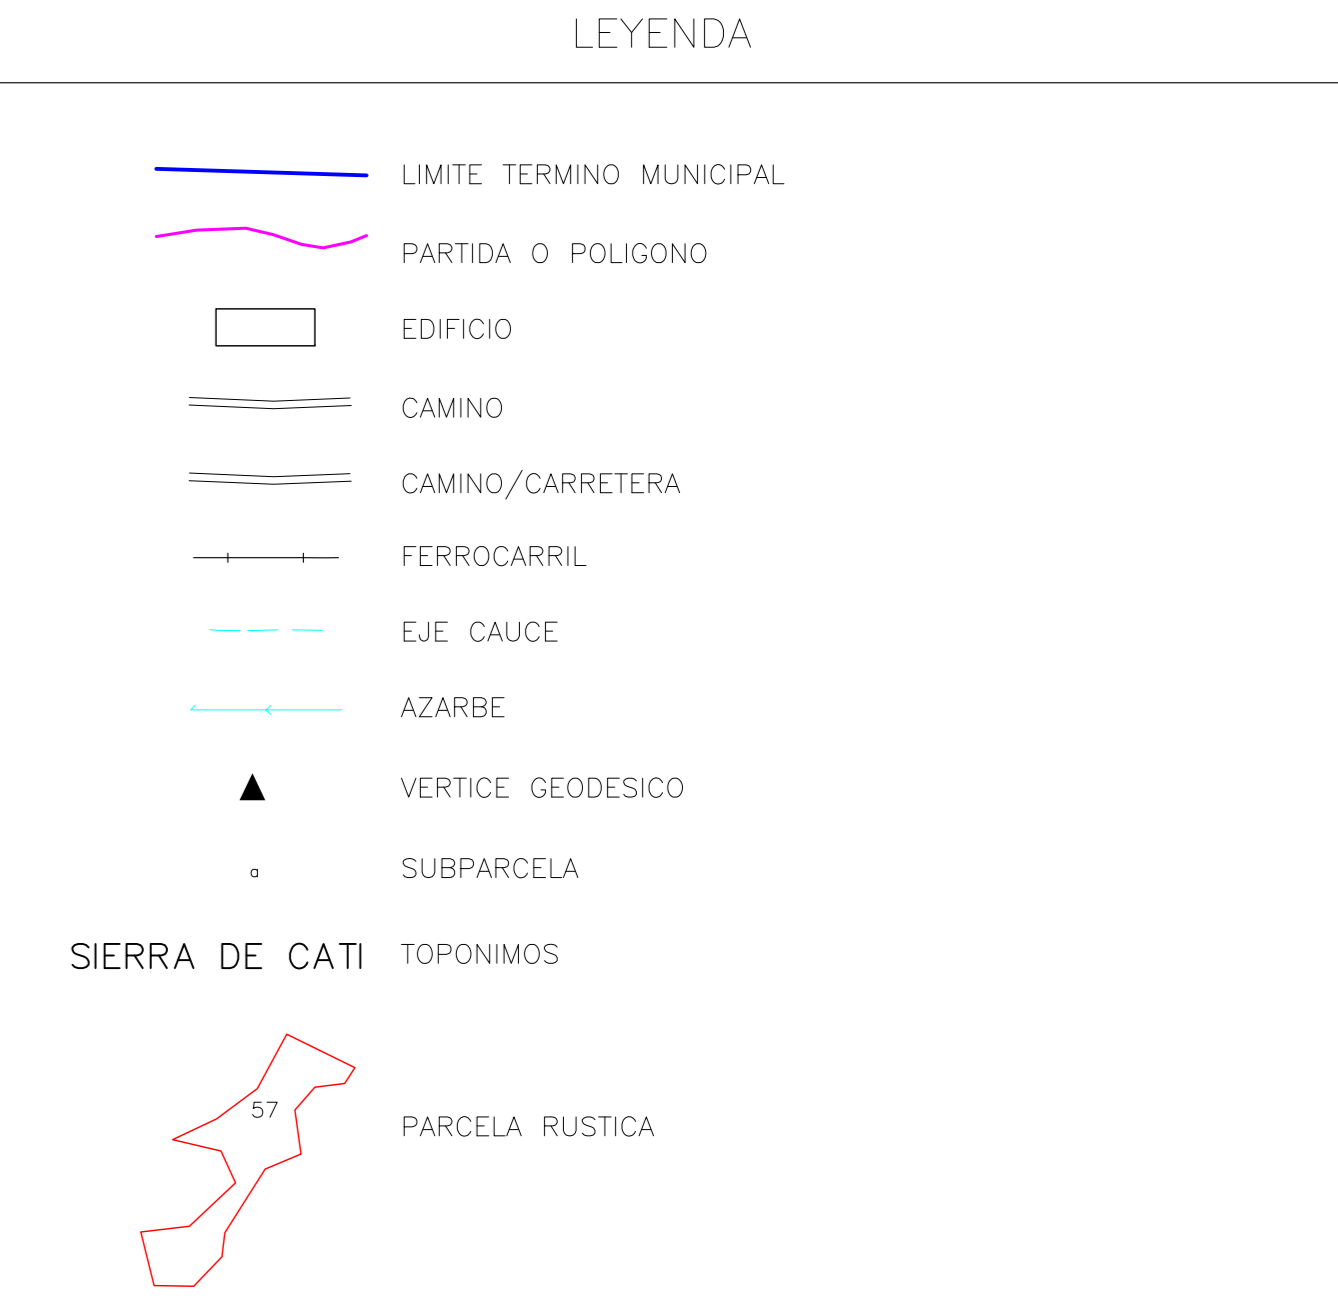 LEYENDA
LIMITE TERMINO MUNICIPAL
PARTIDA O POLIGONO
EDIFICIO
CAMINO
CAMINO/CARRETERA
FERROCARRIL
EJE CAUCE
AZARBE
VERTICE GEODESICO
a SUBPARCELA
SIERRA DE CATI TOPONIMOS
57
PARCELA RUSTICA